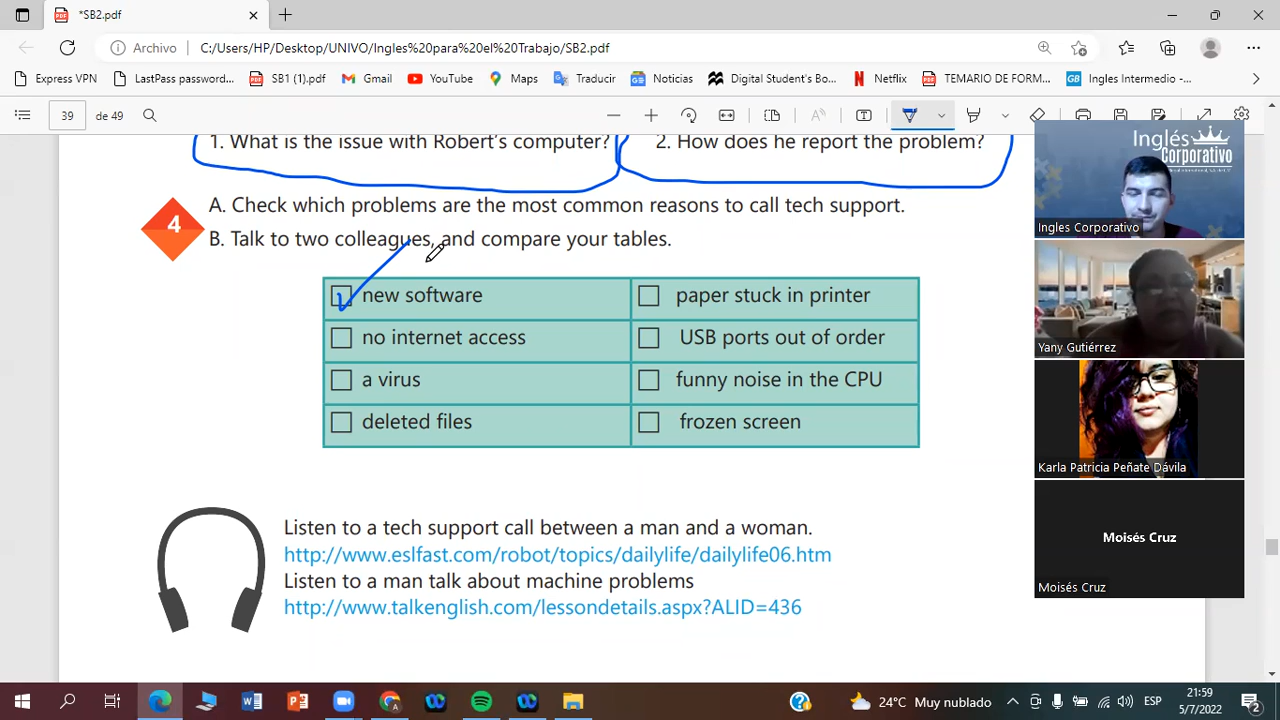 *SB2.pdf
Archivo
C:/Users/HP/Desktop/UNIVO/Ingles%20para%20el%20Trabajo/SB2.pdf
Express VPN
LastPass password...
SB1 (1).pdf
Gmail
YouTube
Maps
Traducir
Noticias
Digital Student's Bo...
Netflix
TEMARIO DE FORM...
Ingles Intermedio -...
39
de 49
1. What is the issue with Robert's computer?
2. How does he report the problem?
4
A. Check which problems are the most common reasons to call tech support.
B. Talk to two colleagues, and compare your tables.
new software
paper stuck in printer
no internet access
USB ports out of order
a virus
funny noise in the CPU
deleted files
frozen screen
Listen to a tech support call between a man and a woman.
http://www.eslfast.com/robot/topics/dailylife/dailylife06.htm
Listen to a man talk about machine problems
http://www.talkenglish.com/lessondetails.aspx?ALID=436
Inglés
Corporativo
Ingles Corporativo
Yany Gutiérrez
Karla Patricia Peñate Dávila
Moisés Cruz
Moisés Cruz
24°C
Muy nublado
ESP
21:59
5/7/2022
2